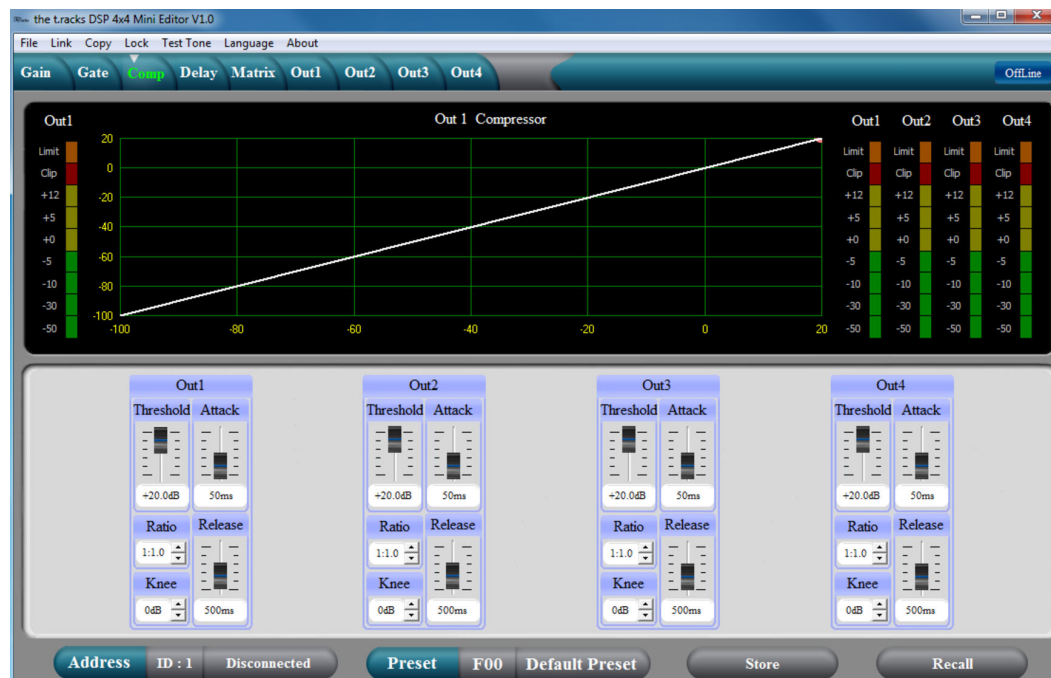 the t.racks DSP 4x4 Mini Editor V1.0
File Link Copy Lock Test Tone Language About
Gain Gate Comp Delay Matrix Out1 Out2 Out3 Out4 OffLine
Out1 Out 1 Compressor Out1 Out2 Out3 Out4
Limit 20 Limit Limit Limit Limit
Clip 0 Clip Clip Clip Clip
+12 -20 +12 +12 +12 +12
+5 -40 +5 +5 +5 +5
+0 +0 +0 +0 +0
-5 -60 -5 -5 -5 -5
-10 -80 -10 -10 -10 -10
-30 -100 -30 -30 -30 -30
-50 -100 -80 -60 -40 -20 0 20 -50 -50 -50 -50
Out1 Out2 Out3 Out4
Threshold Attack Threshold Attack Threshold Attack Threshold Attack
+20.0dB 50ms +20.0dB 50ms +20.0dB 50ms +20.0dB 50ms
Ratio Release Ratio Release Ratio Release Ratio Release
1:1.0 1:1.0 1:1.0 1:1.0
Knee Knee Knee Knee
0dB 500ms 0dB 500ms 0dB 500ms 0dB 500ms
Address ID : 1 Disconnected Preset F00 Default Preset Store Recall